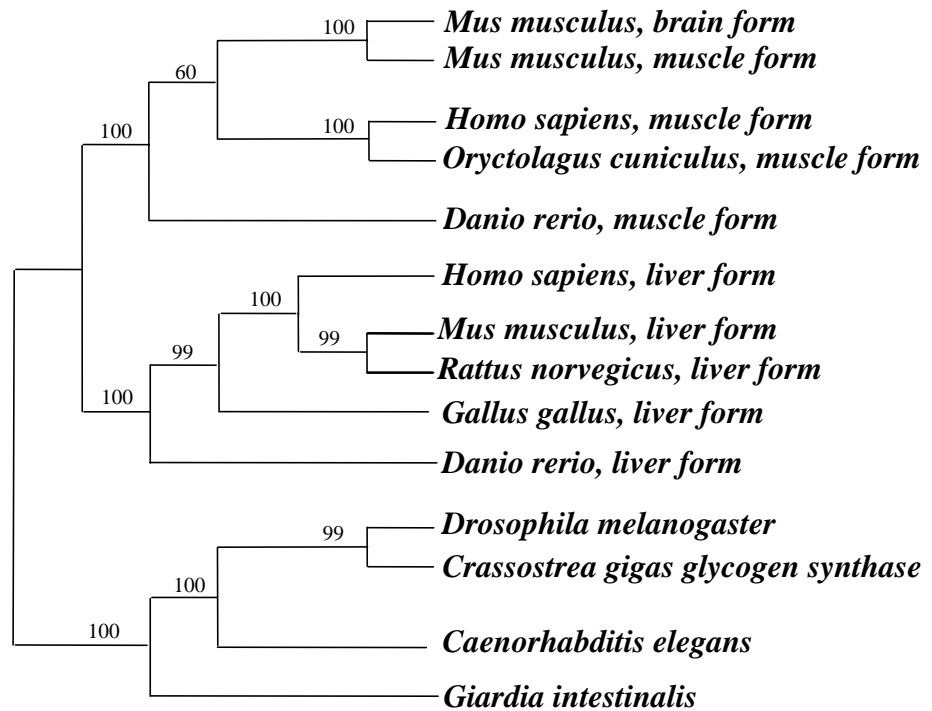 100
Mus musculus, brain form
Mus musculus, muscle form
60
100
Homo sapiens, muscle form
Oryctolagus cuniculus, muscle form
100
Danio rerio, muscle form
Homo sapiens, liver form
100
Mus musculus, liver form
99
Rattus norvegicus, liver form
99
Gallus gallus, liver form
100
Danio rerio, liver form
Drosophila melanogaster
99
Crassostrea gigas glycogen synthase
100
Caenorhabditis elegans
100
Giardia intestinalis